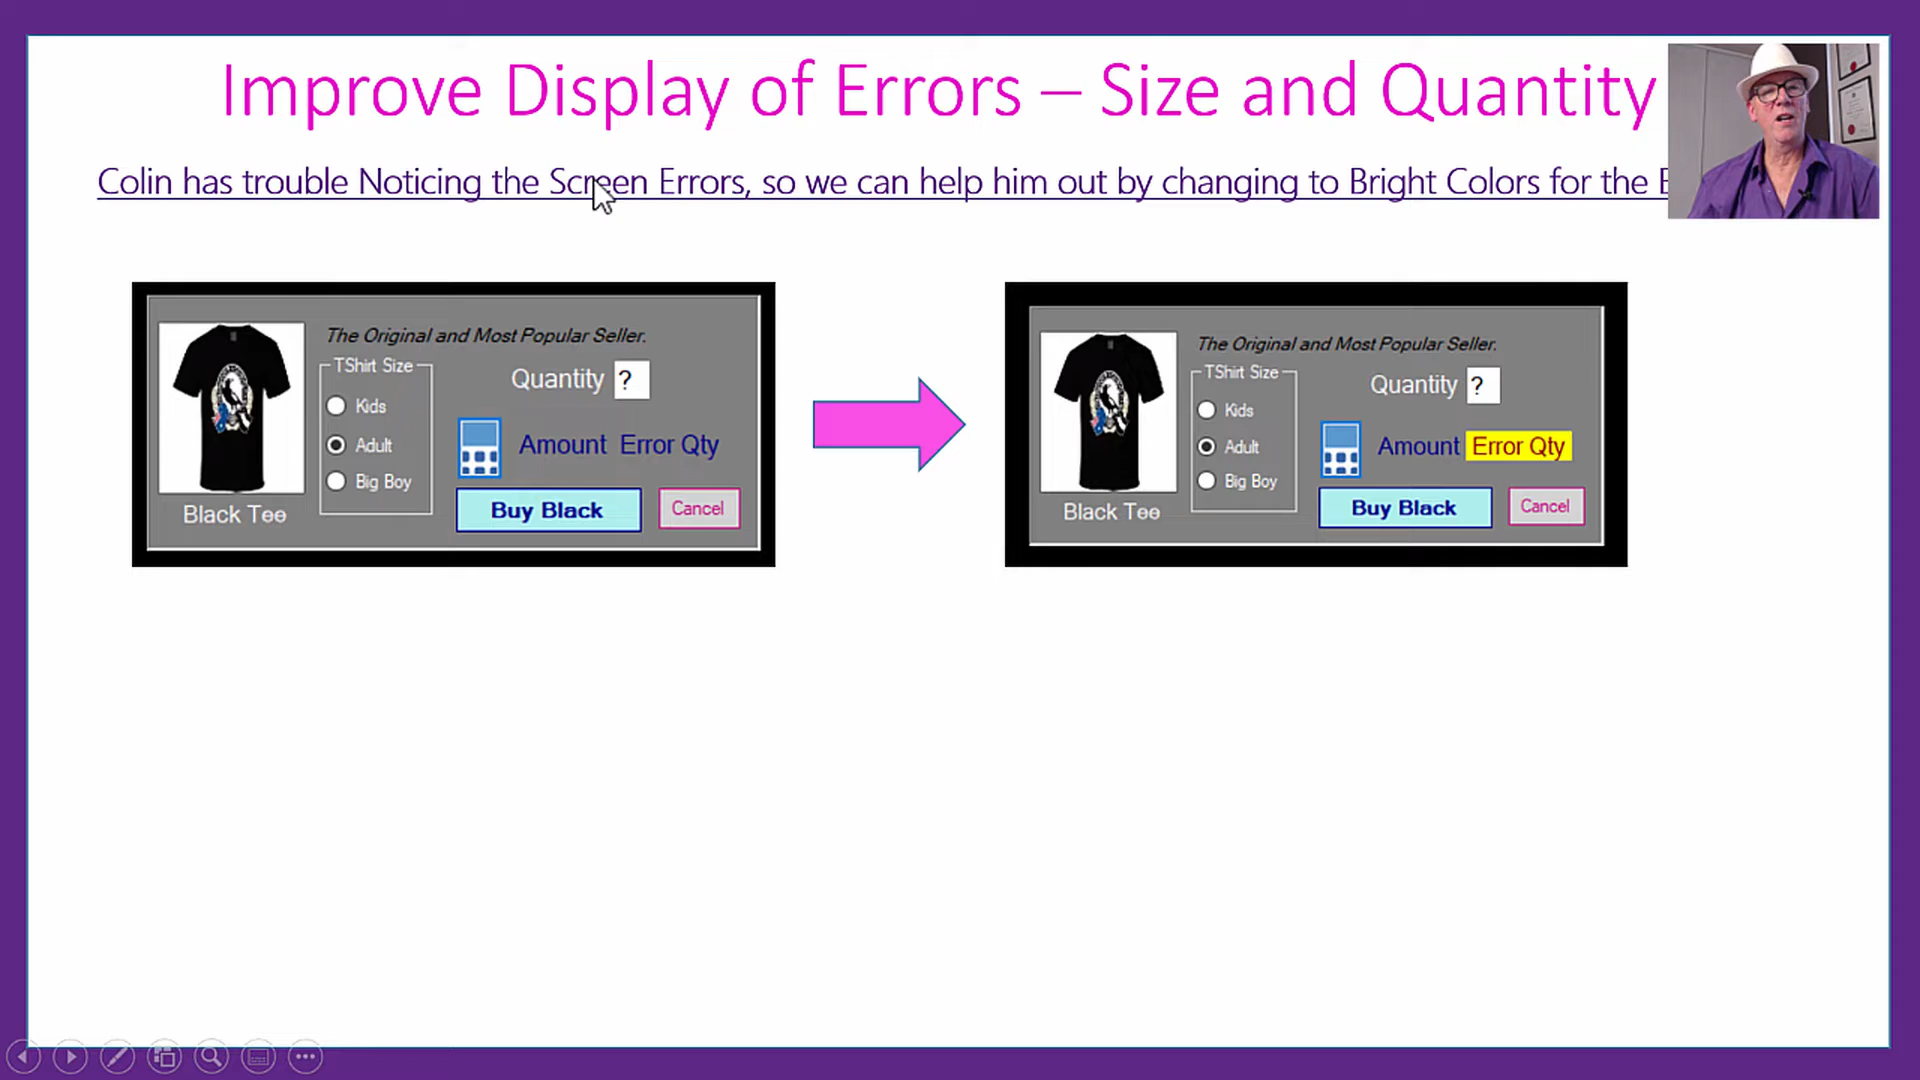 Improve Display of Errors – Size and Quantity
Colin has trouble Noticing the Screen Errors, so we can help him out by changing to Bright Colors for the
The Original and Most Popular Seller.
TShirt Size
Quantity ?
Kids
Adult
Amount Error Qty
Big Boy
Buy Black
Cancel
Black Tee
The Original and Most Popular Seller.
TShirt Size
Quantity ?
Kids
Adult
Amount Error Qty
Big Boy
Buy Black
Cancel
Black Tee